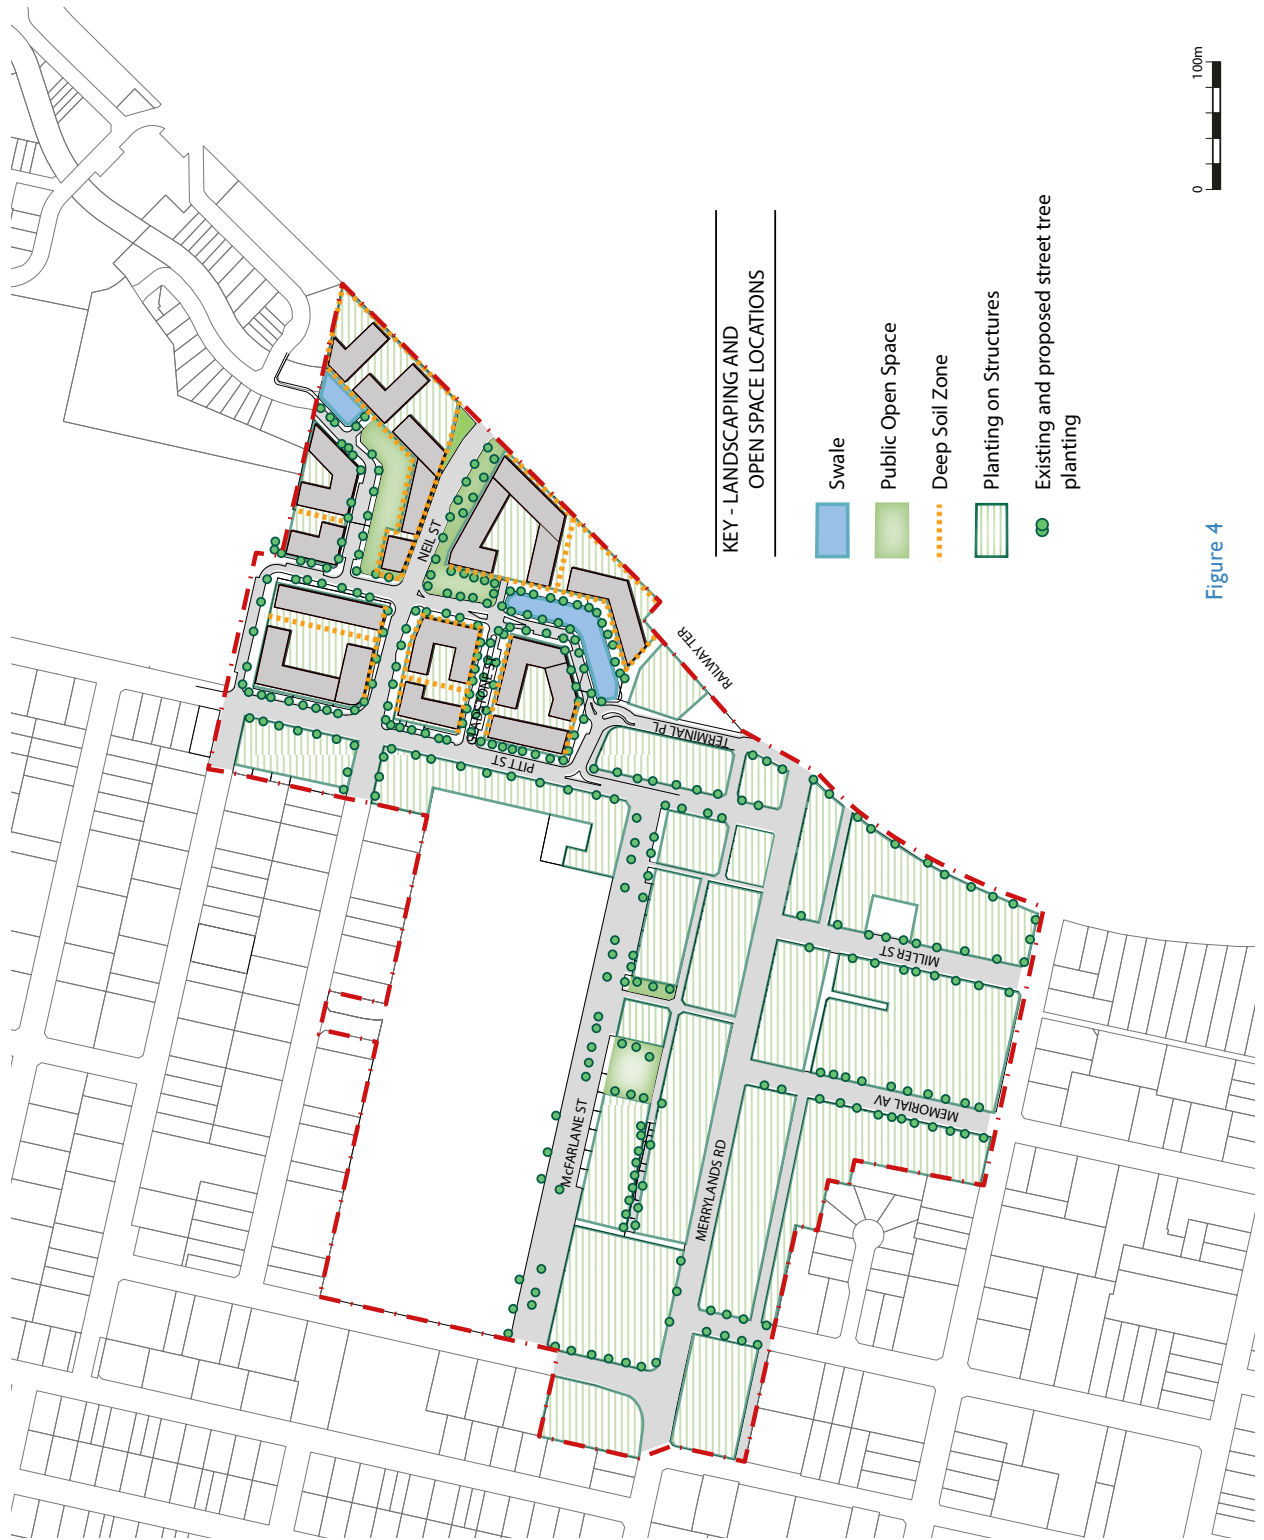 NEIL ST
GLADSTONE ST
PITT ST
TERMINAL PL
RAILWAY TER
McFARLANE ST
MERRYLANDS RD
MILLER ST
MEMORIAL AV
KEY - LANDSCAPING AND
OPEN SPACE LOCATIONS
Swale
Public Open Space
Deep Soil Zone
Planting on Structures
Existing and proposed street tree
planting
0
100m
Figure 4